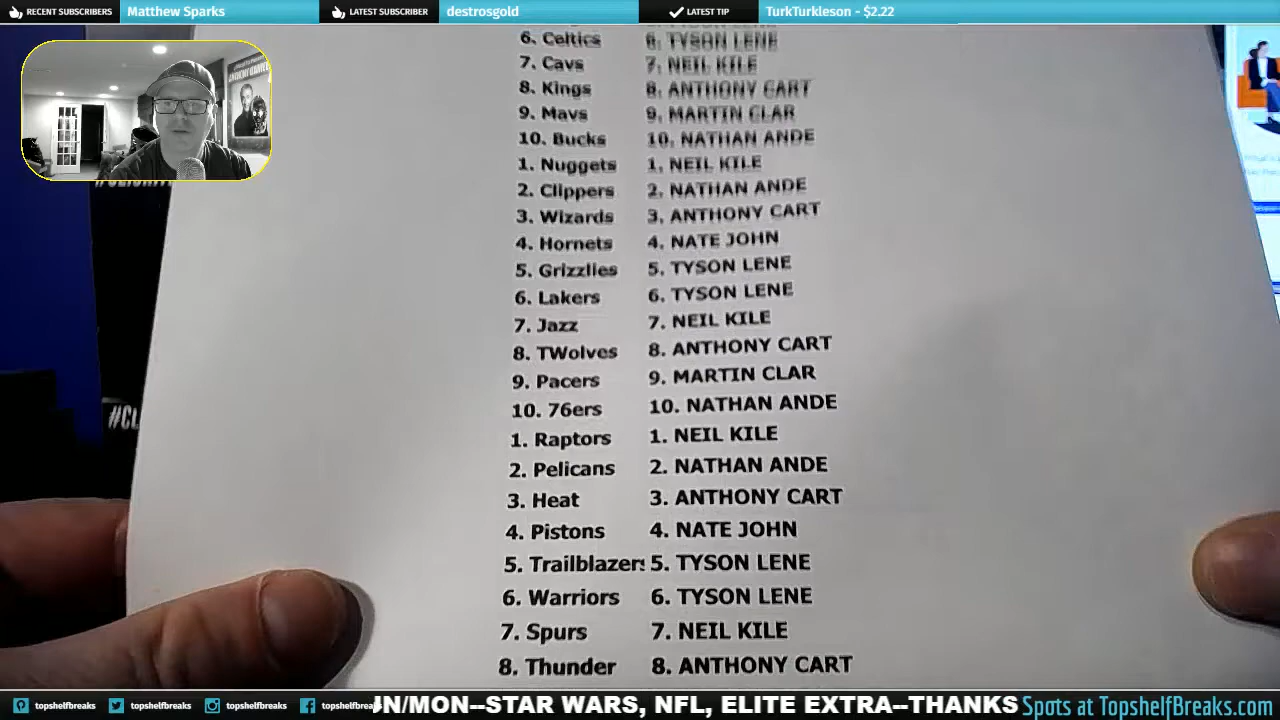 RECENT SUBSCRIBERS Matthew Sparks LATEST SUBSCRIBER destrosgold LATEST TIP TurkTurkleson - $2.22
6. Celtics 6. TYSON LENE
7. Cavs 7. NEIL KILE
8. Kings 8. ANTHONY CART
9. Mavs 9. MARTIN CLAR
10. Bucks 10. NATHAN ANDE
1. Nuggets 1. NEIL KILE
2. Clippers 2. NATHAN ANDE
3. Wizards 3. ANTHONY CART
4. Hornets 4. NATE JOHN
5. Grizzlies 5. TYSON LENE
6. Lakers 6. TYSON LENE
7. Jazz 7. NEIL KILE
8. TWolves 8. ANTHONY CART
9. Pacers 9. MARTIN CLAR
10. 76ers 10. NATHAN ANDE
1. Raptors 1. NEIL KILE
2. Pelicans 2. NATHAN ANDE
3. Heat 3. ANTHONY CART
4. Pistons 4. NATE JOHN
5. Trailblazers 5. TYSON LENE
6. Warriors 6. TYSON LENE
7. Spurs 7. NEIL KILE
8. Thunder 8. ANTHONY CART
#CL
topshelfbreaks topshelfbreaks topshelfbreaks topshelfbreaks /MON--STAR WARS, NFL, ELITE EXTRA--THANKS Spots at TopshelfBreaks.com